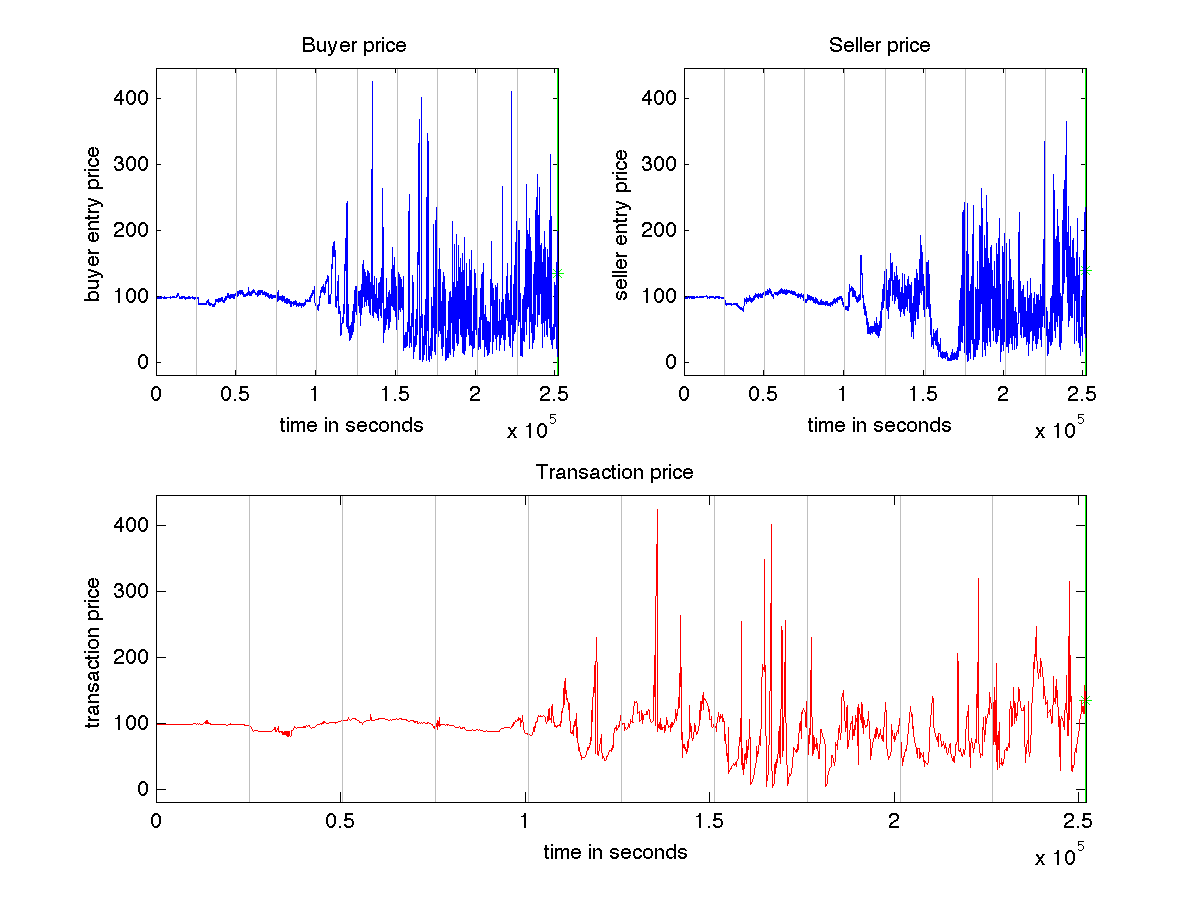 Buyer price
400
300
200
100
0
buyer entry price
0 0.5 1 1.5 2 2.5
time in seconds
x 10^5
Seller price
400
300
200
100
0
seller entry price
0 0.5 1 1.5 2 2.5
time in seconds
x 10^5
Transaction price
400
300
200
100
0
transaction price
0 0.5 1 1.5 2 2.5
time in seconds
x 10^5